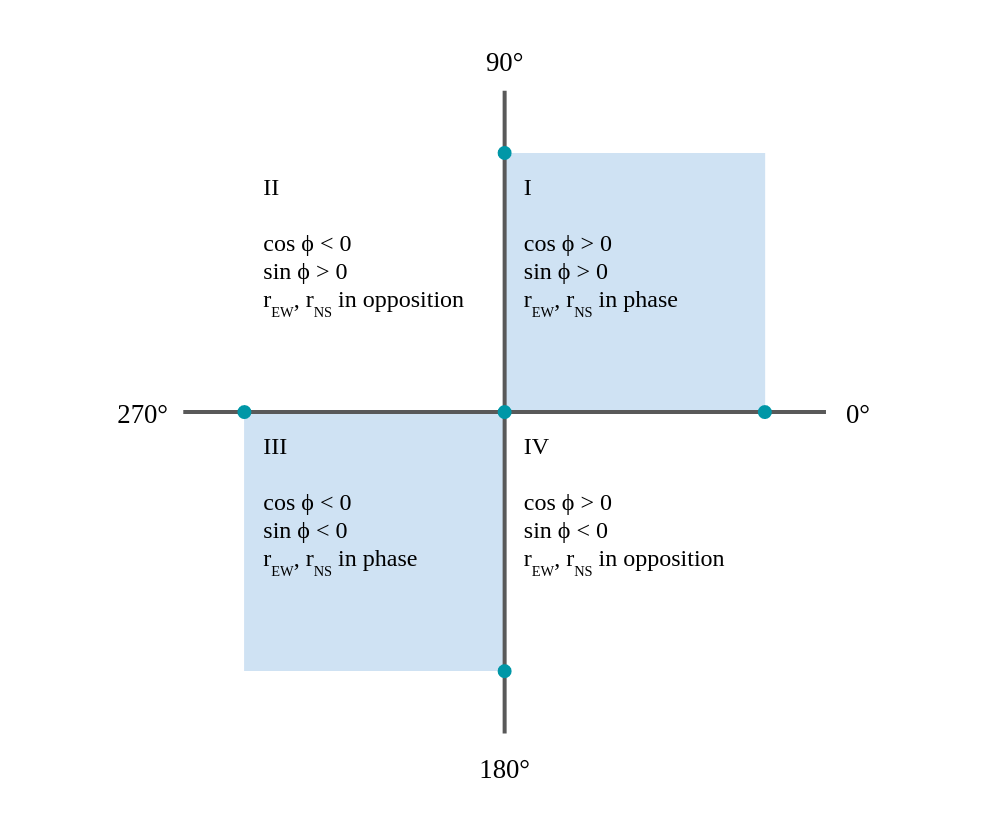 90°
II
cos ϕ < 0
sin ϕ > 0
rEW, rNS in opposition
I
cos ϕ > 0
sin ϕ > 0
rEW, rNS in phase
270°
0°
III
cos ϕ < 0
sin ϕ < 0
rEW, rNS in phase
IV
cos ϕ > 0
sin ϕ < 0
rEW, rNS in opposition
180°